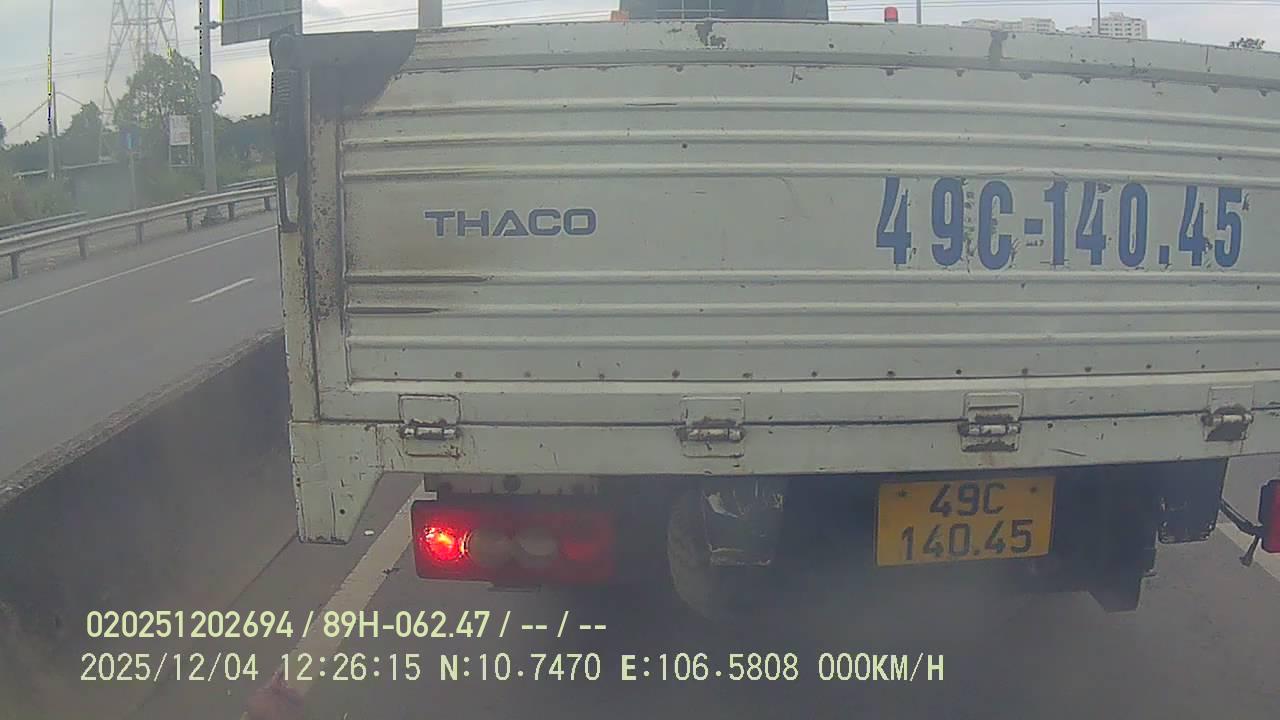 THACO
49C-140.45
49C
140.45
020251202694 / 89H-062.47 / -- / --
2025/12/04 12:26:15 N:10.7470 E:106.5808 000KM/H